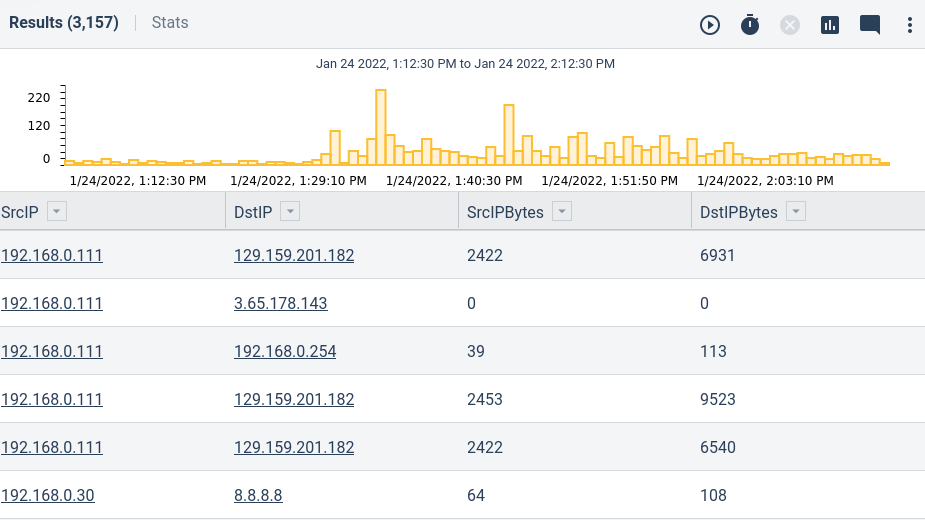 Results (3,157) Stats
Jan 24 2022, 1:12:30 PM to Jan 24 2022, 2:12:30 PM
220
120
0
1/24/2022, 1:12:30 PM 1/24/2022, 1:29:10 PM 1/24/2022, 1:40:30 PM 1/24/2022, 1:51:50 PM 1/24/2022, 2:03:10 PM
SrcIP DstIP SrcIPBytes DstIPBytes
192.168.0.111 129.159.201.182 2422 6931
192.168.0.111 3.65.178.143 0 0
192.168.0.111 192.168.0.254 39 113
192.168.0.111 129.159.201.182 2453 9523
192.168.0.111 129.159.201.182 2422 6540
192.168.0.30 8.8.8.8 64 108